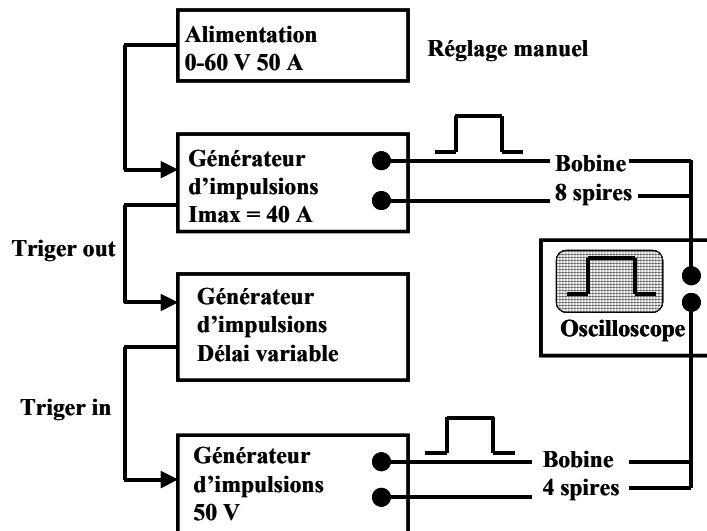 Alimentation
0-60 V 50 A
Réglage manuel
Générateur
d'impulsions
Imax = 40 A
Bobine
8 spires
Triger out
Générateur
d'impulsions
Délai variable
Oscilloscope
Triger in
Générateur
d'impulsions
50 V
Bobine
4 spires